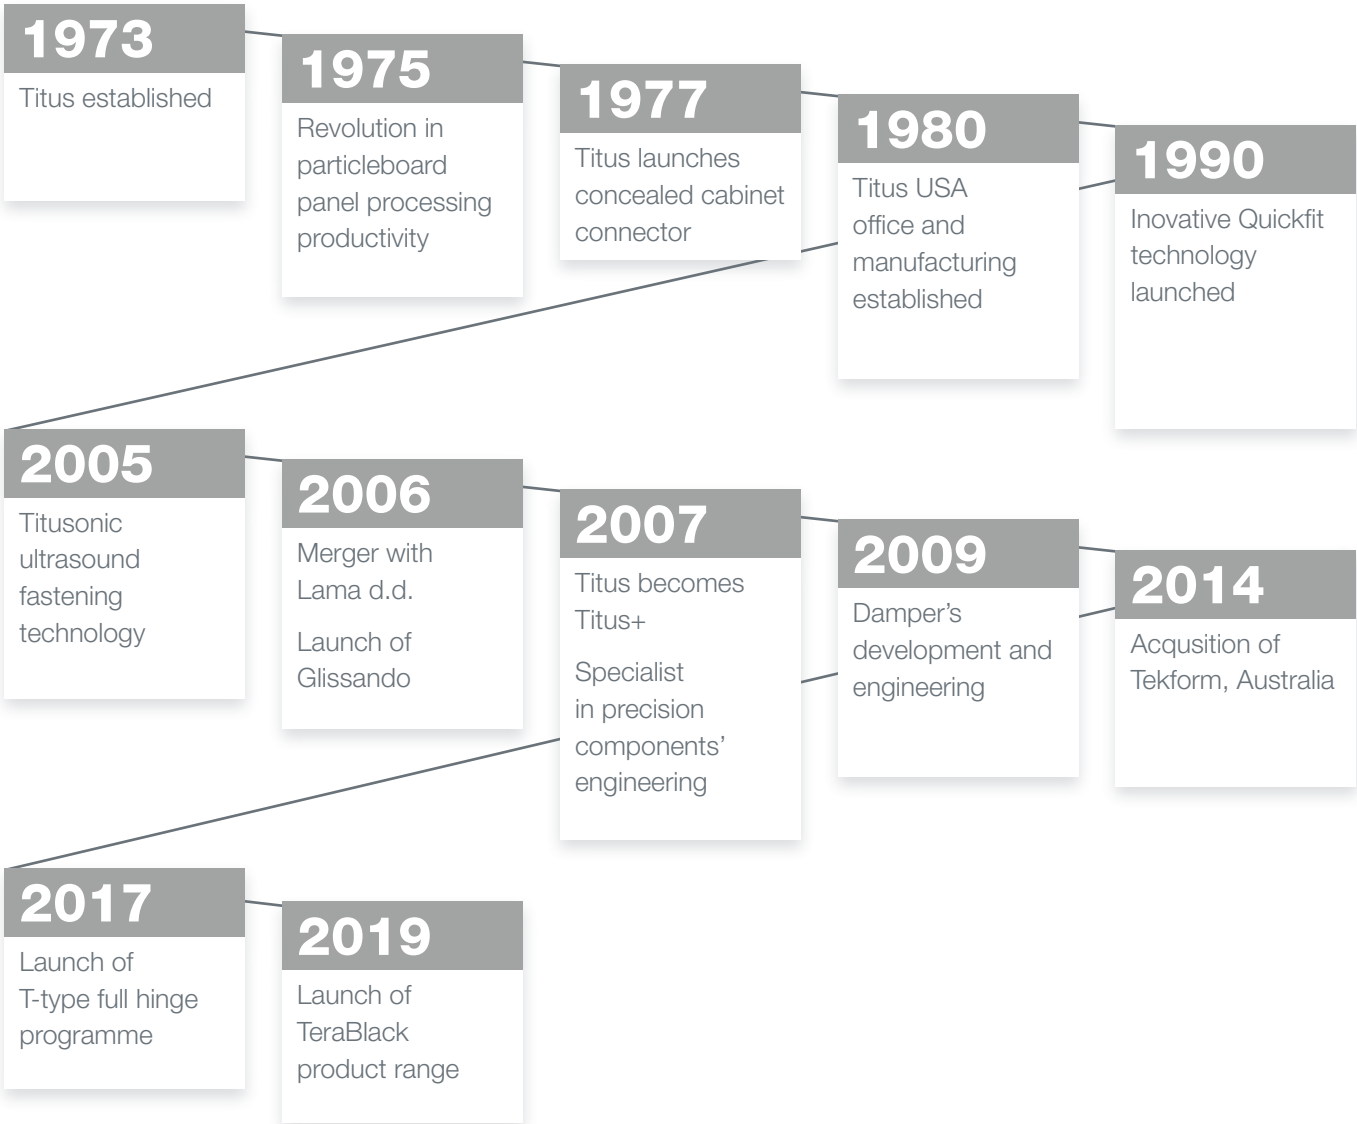 1973
Titus established
1975
Revolution in
particleboard
panel processing
productivity
1977
Titus launches
concealed cabinet
connector
1980
Titus USA
office and
manufacturing
established
1990
Inovative Quickfit
technology
launched
2005
Titusonic
ultrasound
fastening
technology
2006
Merger with
Lama d.d.
Launch of
Glissando
2007
Titus becomes
Titus+
Specialist
in precision
components’
engineering
2009
Damper’s
development and
engineering
2014
Acqusition of
Tekform, Australia
2017
Launch of
T-type full hinge
programme
2019
Launch of
TeraBlack
product range